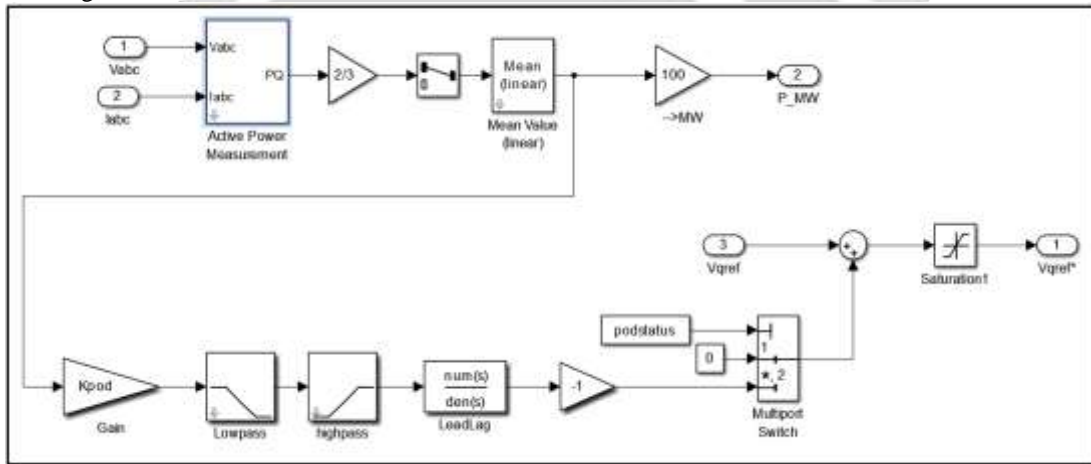 1
Vabc
2
Iabc
Vabc
Iabc
PQ
Active Power
Measurement
2/3
Mean
(linear)
Mean Value
(linear)
100
-->MW
2
P_MW
3
Vqref
+
+
Saturation1
1
Vqref*
podstatus
0
1
*, 2
Multiport
Switch
Kpod
Gain
Lowpass
highpass
num(s)
den(s)
LeadLag
-1